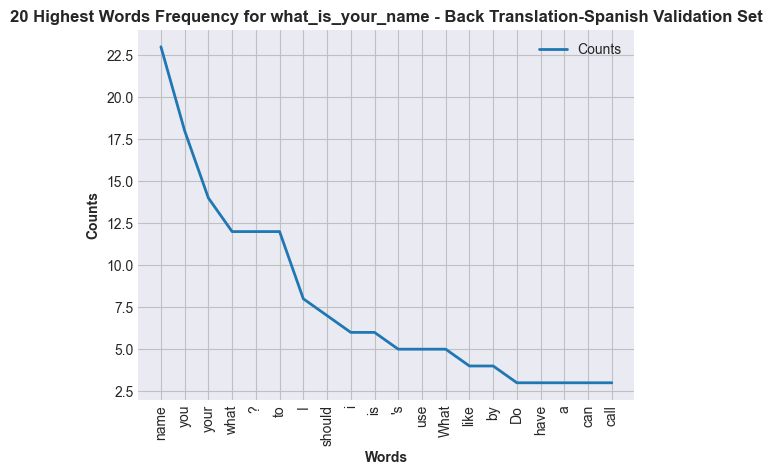 20 Highest Words Frequency for what_is_your_name - Back Translation-Spanish Validation Set
Counts
22.5
20.0
17.5
15.0
12.5
10.0
7.5
5.0
2.5
Counts
name
you
your
what
?
to
I
should
i
is
's
use
What
like
by
Do
have
a
can
call
Words